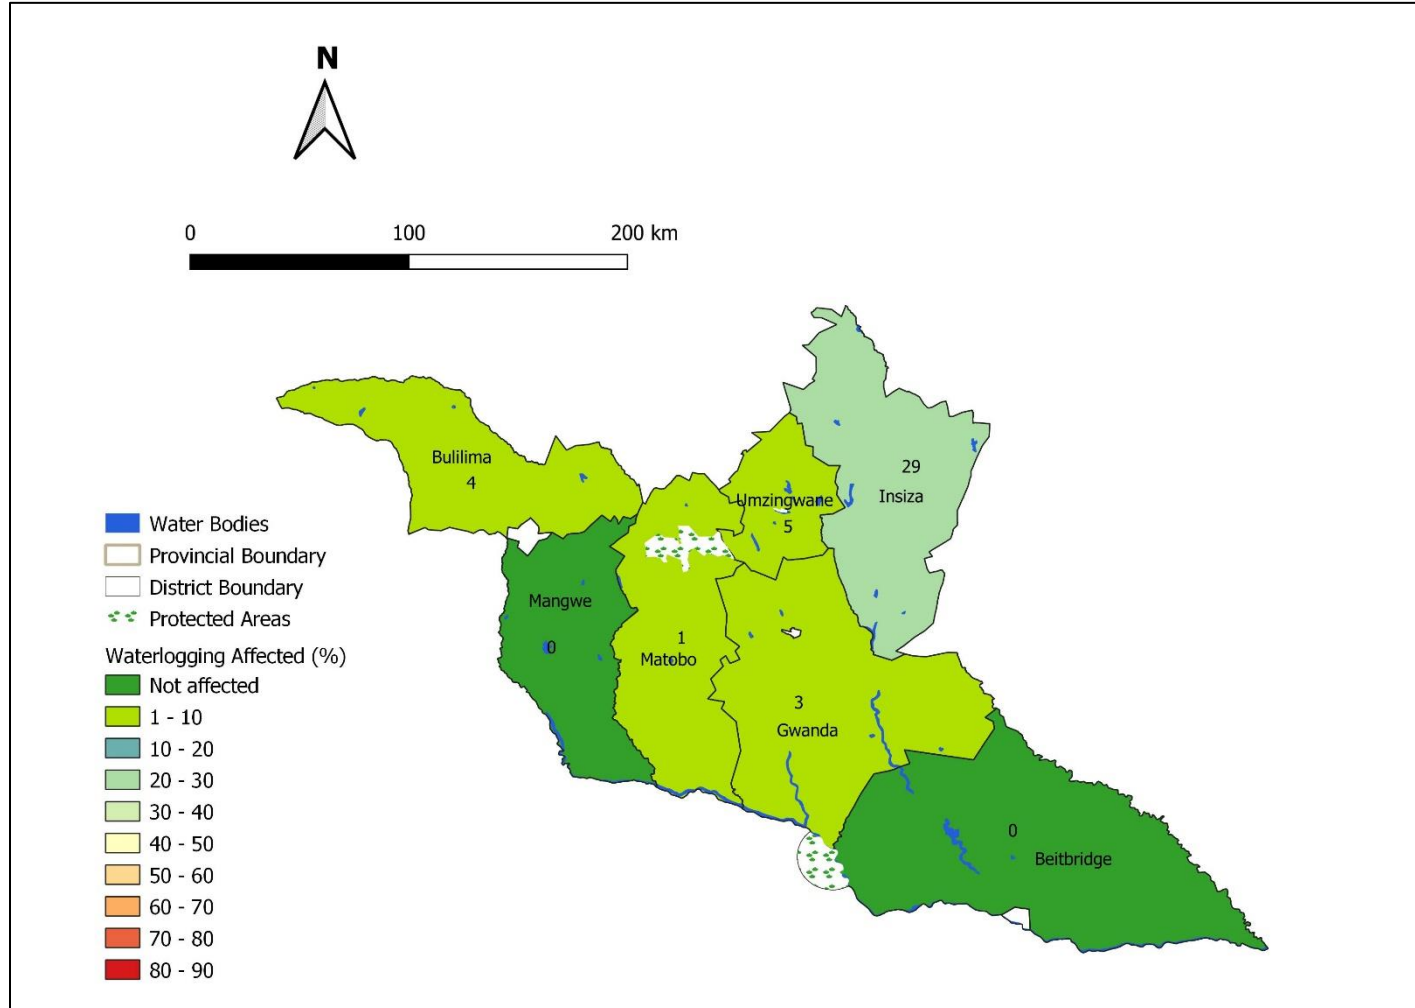 N
0 100 200 km
Bulilima
4
Umzingwane
5
29
Insiza
Mangwe
0
1
Matobo
3
Gwanda
0
Beitbridge
Water Bodies
Provincial Boundary
District Boundary
Protected Areas
Waterlogging Affected (%)
Not affected
1 - 10
10 - 20
20 - 30
30 - 40
40 - 50
50 - 60
60 - 70
70 - 80
80 - 90